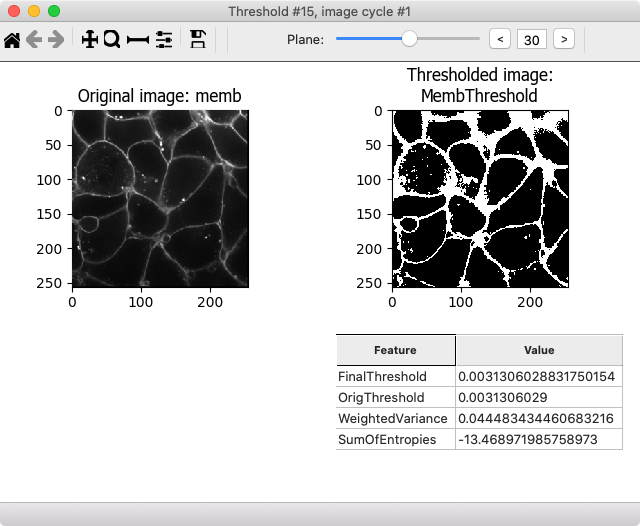 Threshold #15, image cycle #1
Plane: < 30 >
Original image: memb
0
50
100
150
200
250
0 100 200
Thresholded image:
MembThreshold
0
50
100
150
200
250
0 100 200
Feature Value
FinalThreshold 0.0031306028831750154
OrigThreshold 0.0031306029
WeightedVariance 0.044483434460683216
SumOfEntropies -13.468971985758973